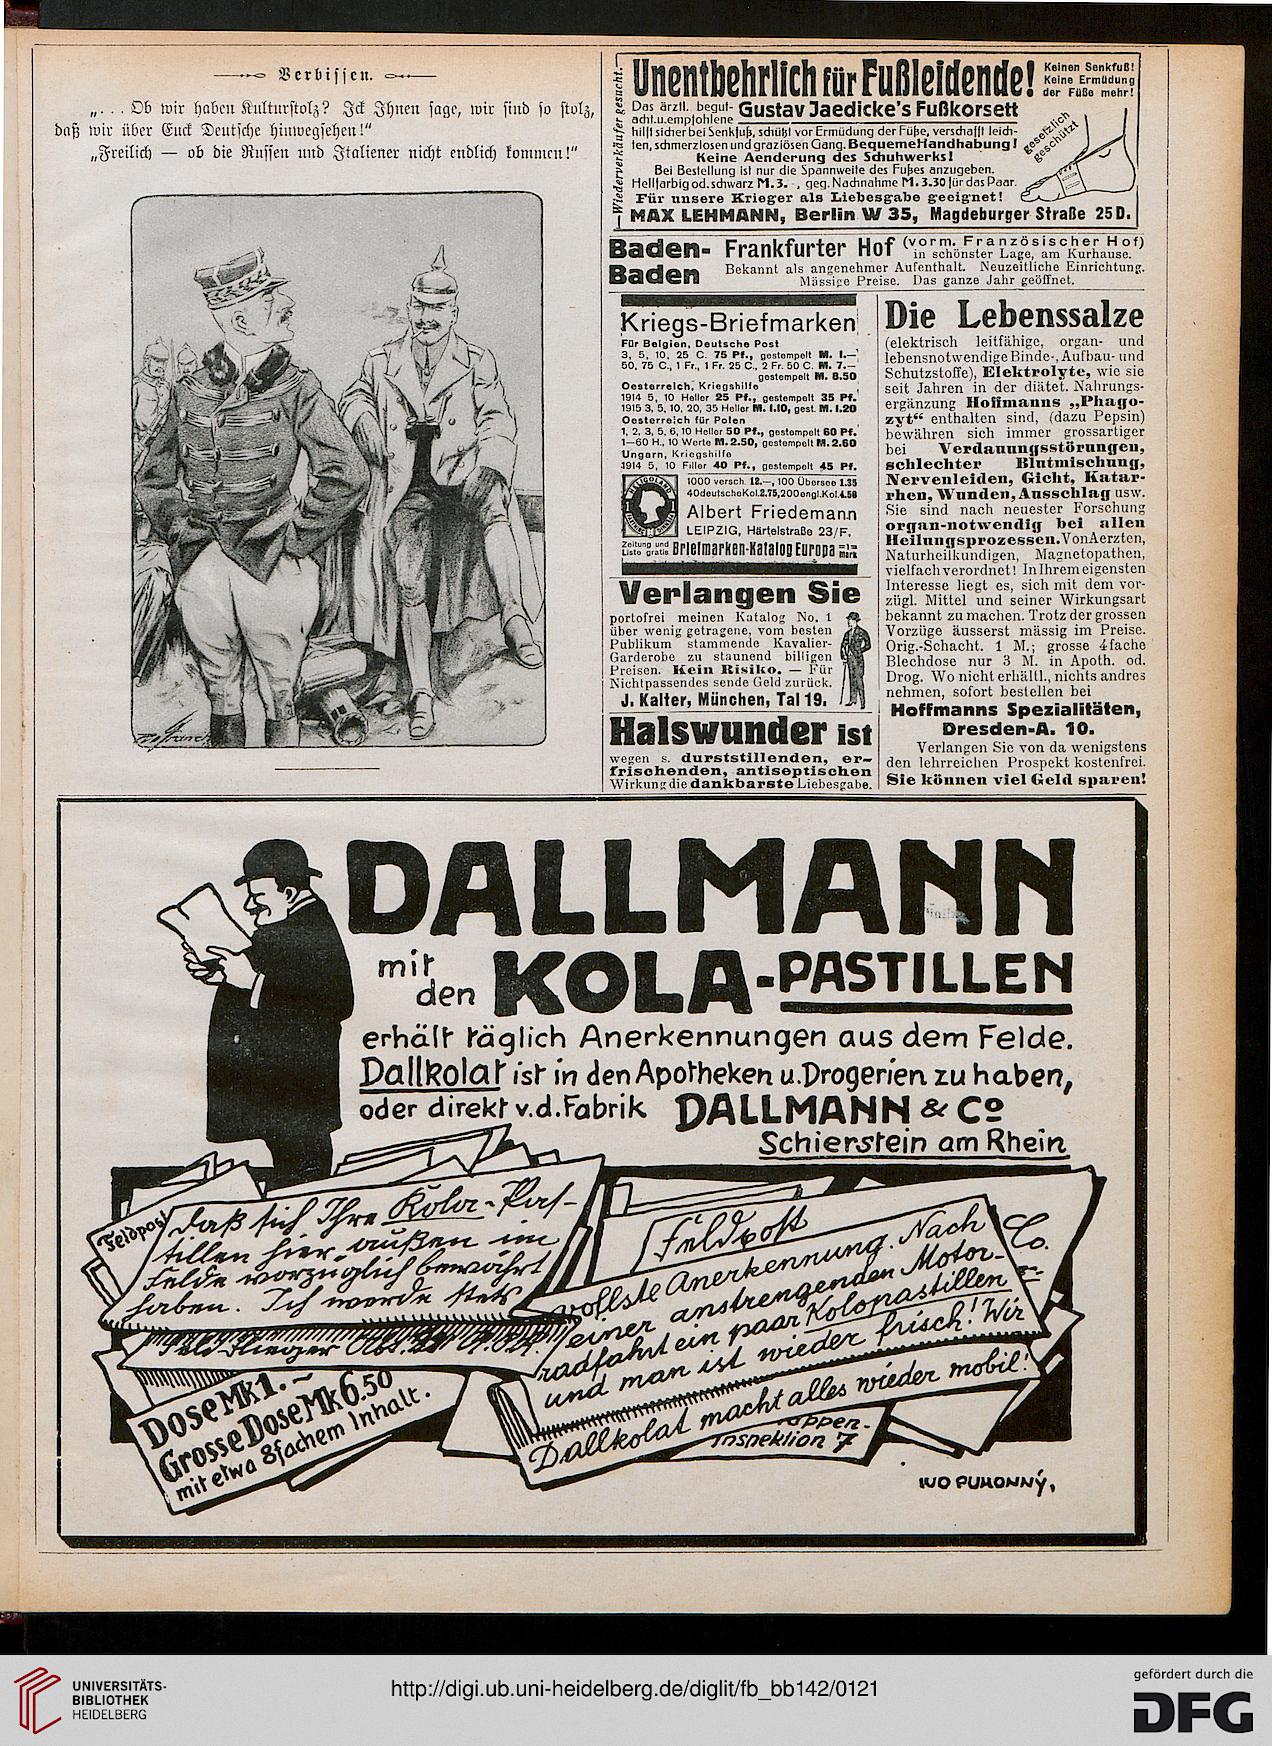 Verbissen.
„. . . Ob wir haben Kulturstolz? Ick Ihnen sage, wir sind so stolz,
daß wir über Euck Deutsche hinwegsehen!"
„Freilich — ob die Russen und Italiener nicht endlich kommen!"
Wiederverkäufer gesucht.
Unentbehrlich für Fußleidende!
Keinen Senkfuß!
Keine Ermüdung
der Füße mehr!
Das ärztl. begut-
acht.u.empfohlene Gustav Jaedicke's Fußkorsett
hilft sicher bei Senkfuß, schützt vor Ermüdung der Füße, verschafft leich-
ten, schmerzlosen und graziösen Gang. Bequeme Handhabung!
Keine Aenderung des Schuhwerks!
Bei Bestellung ist nur die Spannweite des Fußes anzugeben.
Hellfarbig od. schwarz M. 3.-, geg. Nachnahme M. 3.30 für das Paar.
Für unsere Krieger als Liebesgabe geeignet!
MAX LEHMANN, Berlin W 35, Magdeburger Straße 25 D.
gesetzlich
geschützt
Baden-
Baden
Frankfurter Hof (vorm. Französischer Hof)
in schönster Lage, am Kurhause.
Bekannt als angenehmer Aufenthalt. Neuzeitliche Einrichtung.
Mässige Preise. Das ganze Jahr geöffnet.
Kriegs-Briefmarken
Für Belgien, Deutsche Post
3, 5, 10, 25 C. 75 Pf., gestempelt M. 1.—
50, 75 C., 1 Fr., 1 Fr. 25 C., 2 Fr. 50 C. M. 7.—
gestempelt M. 8.50
Oesterreich, Kriegshilfe
1914 5, 10 Heller 25 Pf., gestempelt 35 Pf.
1915 3, 5, 10, 20, 35 Heller M. 1.10, gest. M. 1.20
Oesterreich für Polen
1, 2, 3, 5, 6, 10 Heller 50 Pf., gestempelt 60 Pf.
1—60 H., 10 Werte M. 2.50, gestempelt M. 2.60
Ungarn, Kriegshilfe
1914 5, 10 Filler 40 Pf., gestempelt 45 Pf.
HELIGOLAND
1000 versch. 12.—, 100 Übersee 1.35
40 deutsche Kol. 2.75, 200 engl. Kol. 4.50
Albert Friedemann
LEIPZIG, Härtelstraße 23/F.
Zeitung und
Liste gratis Briefmarken-Katalog Europa =1=
mark
Verlangen Sie
portofrei meinen Katalog No. 1
über wenig getragene, vom besten
Publikum stammende Kavalier-
Garderobe zu staunend billigen
Preisen. Kein Risiko. — Für
Nichtpassendes sende Geld zurück.
J. Kalter, München, Tal 19.
Halswunder ist
wegen s. durststillenden, er-
frischenden, antiseptischen
Wirkung die dankbarste Liebesgabe.
Die Lebenssalze
(elektrisch leitfähige, organ- und
lebensnotwendige Binde-, Aufbau- und
Schutzstoffe), Elektrolyte, wie sie
seit Jahren in der diätet. Nahrungs-
ergänzung Hoffmanns „Phago-
zyt“ enthalten sind, (dazu Pepsin)
bewähren sich immer grossartiger
bei Verdauungsstörungen,
schlechter Blutmischung,
Nervenleiden, Gicht, Katar-
rhen, Wunden, Ausschlag usw.
Sie sind nach neuester Forschung
organ-notwendig bei allen
Heilungsprozessen. Von Aerzten,
Naturheilkundigen, Magnetopathen,
vielfach verordnet! In Ihrem eigensten
Interesse liegt es, sich mit dem vor-
zügl. Mittel und seiner Wirkungsart
bekannt zu machen. Trotz der grossen
Vorzüge äusserst mässig im Preise.
Orig.-Schacht. 1 M.; grosse 4fache
Blechdose nur 3 M. in Apoth. od.
Drog. Wo nicht erhältl., nichts andres
nehmen, sofort bestellen bei
Hoffmanns Spezialitäten,
Dresden-A. 10.
Verlangen Sie von da wenigstens
den lehrreichen Prospekt kostenfrei.
Sie können viel Geld sparen!
DALLMANN
mit
den KOLA-PASTILLEN
erhält täglich Anerkennungen aus dem Felde.
Dallkolat ist in den Apotheken u. Drogerien zu haben,
oder direkt v. d. Fabrik DALLMANN & Co
Schierstein am Rhein
Feldpost
daß sich Ihre Kola-Pas-
tillen hier außen im
Felde vorzüglich bewährt
haben. Ich werde stets
Feld Flieger
Dose Mk 1.—
Grosse Dose Mk 6.50
mit etwa 8fachem Inhalt.
Feldpost
Co.
vollste Anerkennung. Nach
einer anstrengenden Motor-
radfahrt ein paar Kolapastillen
und man ist wieder frisch! Wir
Dallkolat macht alles wieder mobil!
appen-
Inspektion 7
IVO PUHONNÝ,
UNIVERSITÄTS-
BIBLIOTHEK
HEIDELBERG
http://digi.ub.uni-heidelberg.de/diglit/fb_bb142/0121
gefördert durch die
DFG